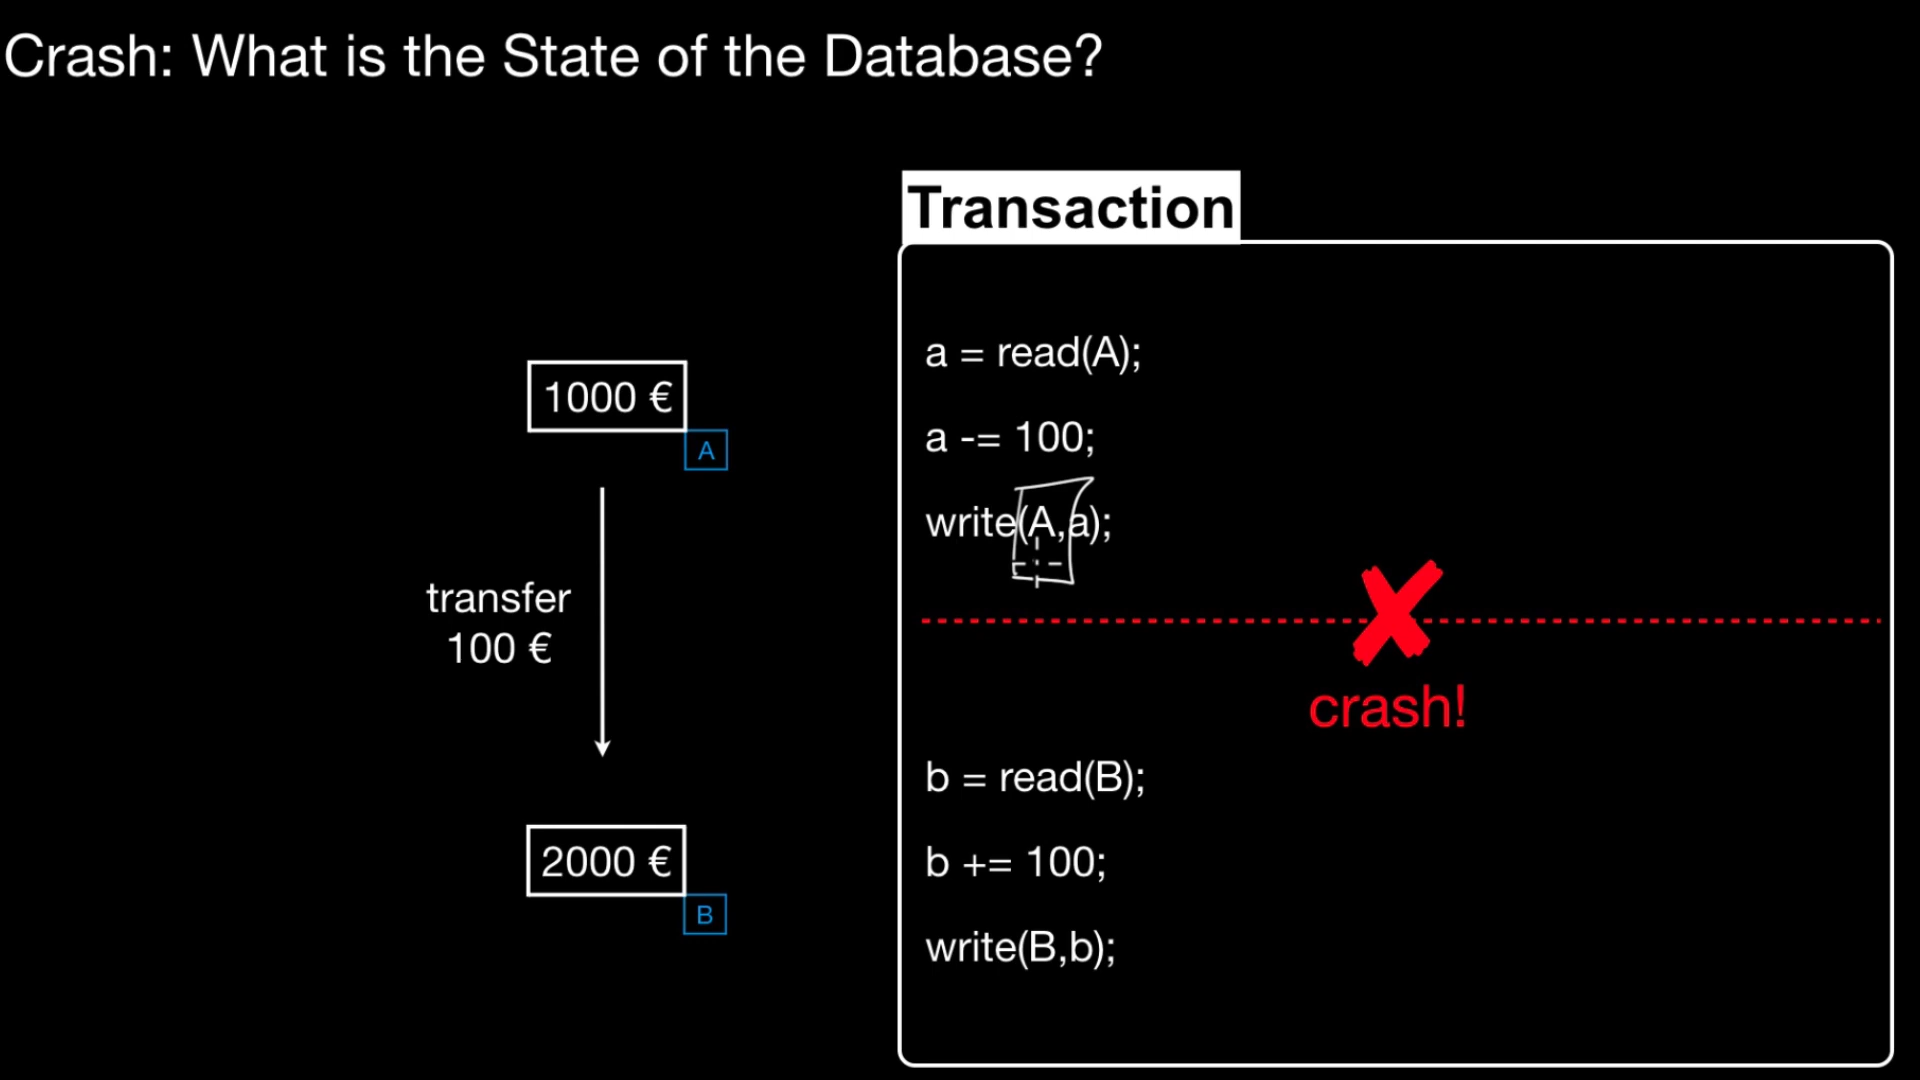 Crash: What is the State of the Database?
Transaction
a = read(A);
a -= 100;
write(A,a);
crash!
b = read(B);
b += 100;
write(B,b);
1000 €
A
transfer
100 €
2000 €
B